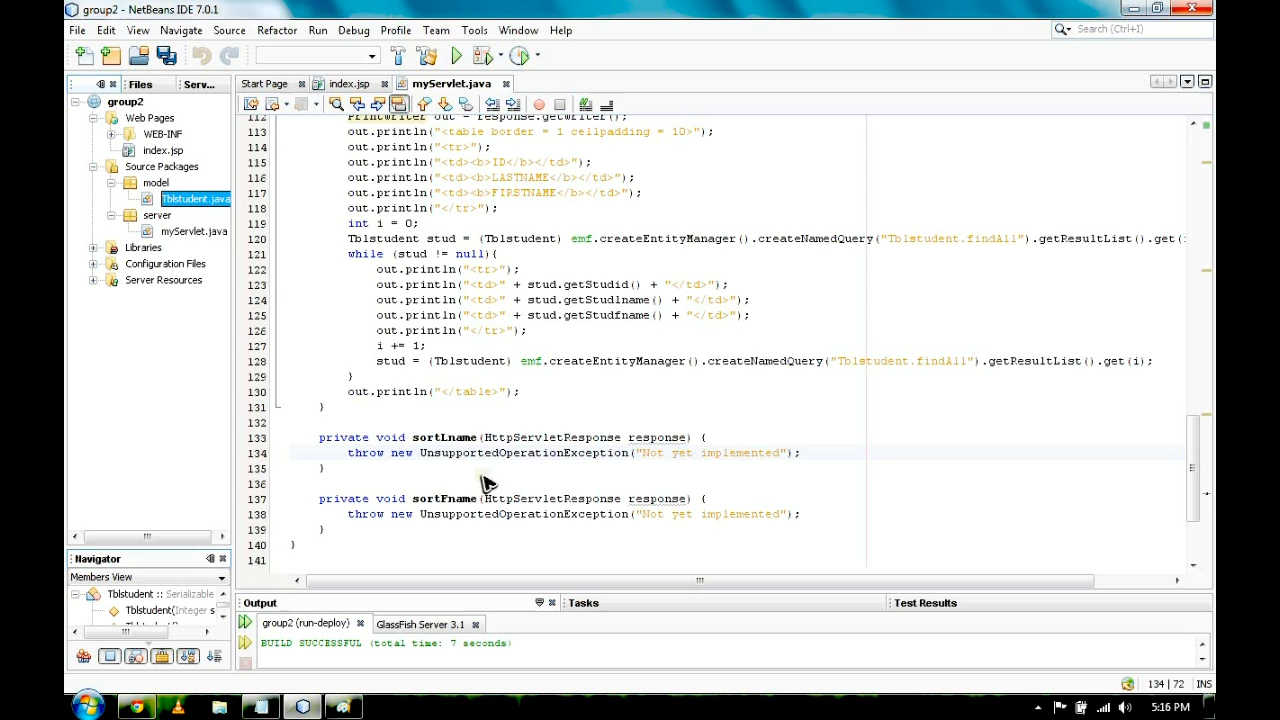 group2 - NetBeans IDE 7.0.1
File Edit View Navigate Source Refactor Run Debug Profile Team Tools Window Help
Search (Ctrl+I)
Files Serv...
Start Page index.jsp myServlet.java
group2
Web Pages
WEB-INF
index.jsp
Source Packages
model
Tblstudent.java
server
myServlet.java
Libraries
Configuration Files
Server Resources
112 PrintWriter out = response.getWriter();
113 out.println("<table border = 1 cellpadding = 10>");
114 out.println("<tr>");
115 out.println("<td><b>ID</b></td>");
116 out.println("<td><b>LASTNAME</b></td>");
117 out.println("<td><b>FIRSTNAME</b></td>");
118 out.println("</tr>");
119 int i = 0;
120 Tblstudent stud = (Tblstudent) emf.createEntityManager().createNamedQuery("Tblstudent.findAll").getResultList().get(i
121 while (stud != null){
122 out.println("<tr>");
123 out.println("<td>" + stud.getStudid() + "</td>");
124 out.println("<td>" + stud.getStudlname() + "</td>");
125 out.println("<td>" + stud.getStudfname() + "</td>");
126 out.println("</tr>");
127 i += 1;
128 stud = (Tblstudent) emf.createEntityManager().createNamedQuery("Tblstudent.findAll").getResultList().get(i);
129 }
130 out.println("</table>");
131 }
132
133 private void sortLname(HttpServletResponse response) {
134 throw new UnsupportedOperationException("Not yet implemented");
135 }
136
137 private void sortFname(HttpServletResponse response) {
138 throw new UnsupportedOperationException("Not yet implemented");
139 }
140 }
141
Navigator
Members View
Tblstudent :: Serializable
Tblstudent(Integer s
Output Tasks Test Results
group2 (run-deploy) GlassFish Server 3.1
BUILD SUCCESSFUL (total time: 7 seconds)
134 | 72 INS
5:16 PM